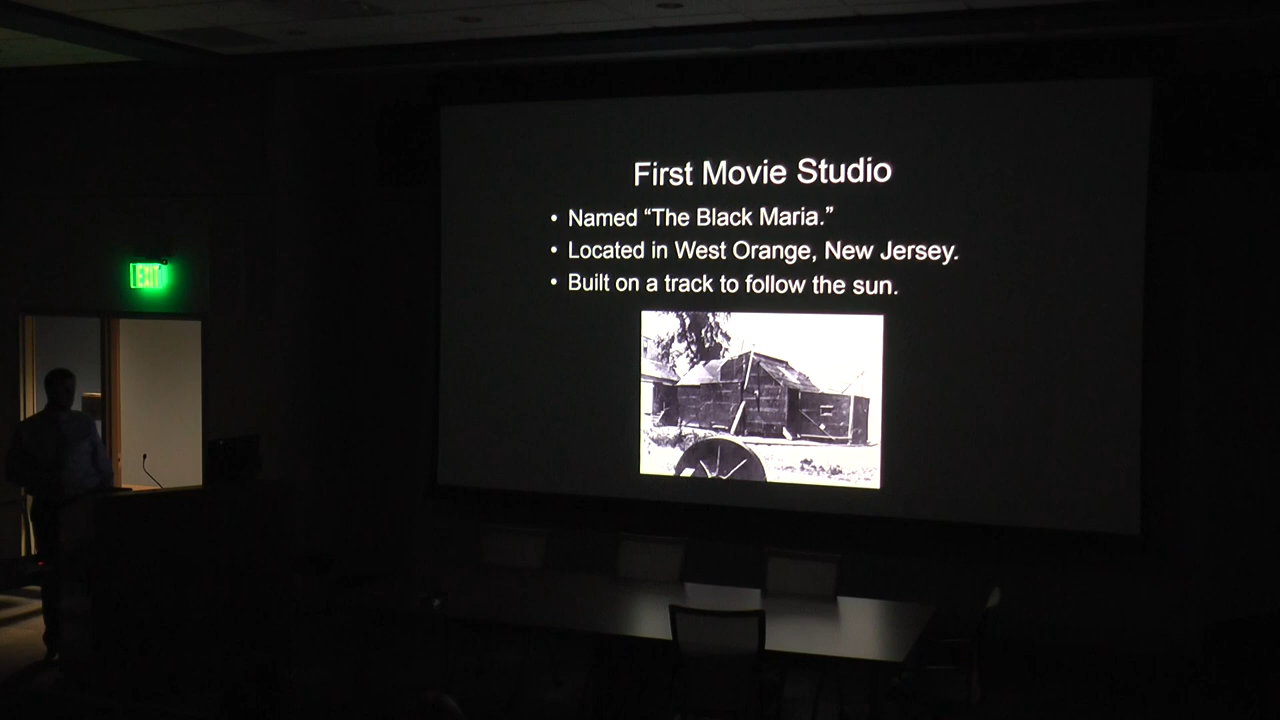 First Movie Studio
• Named “The Black Maria.”
• Located in West Orange, New Jersey.
• Built on a track to follow the sun.
EXIT